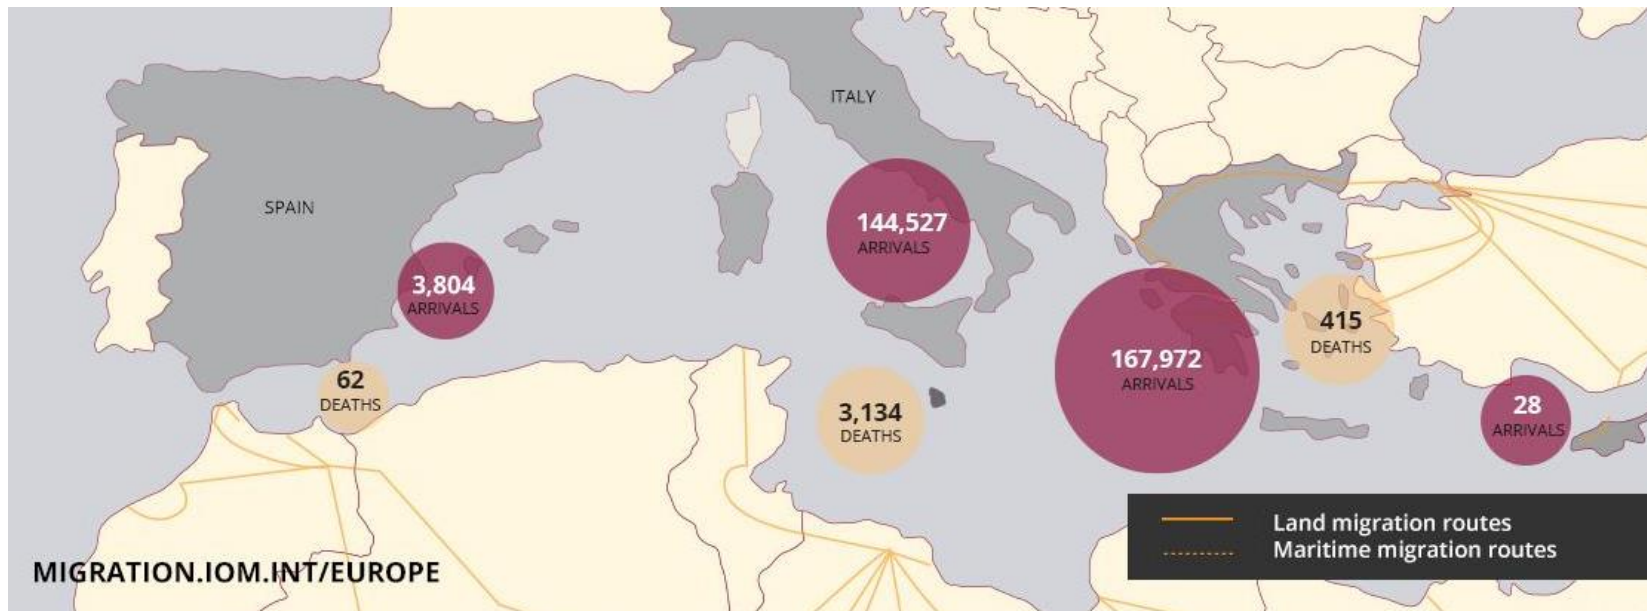 ITALY
SPAIN
144,527
ARRIVALS
3,804
ARRIVALS
415
DEATHS
167,972
ARRIVALS
62
DEATHS
3,134
DEATHS
28
ARRIVALS
Land migration routes
Maritime migration routes
MIGRATION.IOM.INT/EUROPE